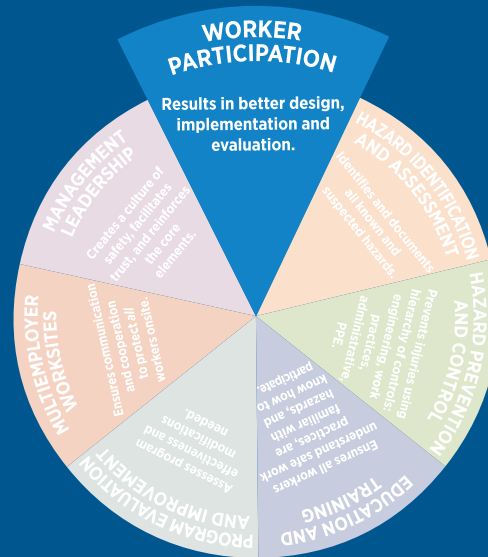 WORKER
PARTICIPATION
Results in better design,
implementation and
evaluation.
HAZARD IDENTIFICATION
AND ASSESSMENT
Identifies and documents
all known and
suspected hazards.
HAZARD PREVENTION
AND CONTROL
Prevents injuries using
hierarchy of controls:
engineering, work
practice,
administrative,
PPE.
EDUCATION AND
TRAINING
Ensures all workers
understand safe work
practices, are
familiar with
hazards, and
know how to
participate.
PROGRAM EVALUATION
AND IMPROVEMENT
Assesses program
effectiveness and
modifications
needed.
MULTIEMPLOYER
WORKSITES
Ensures communication
and cooperation
to protect all
workers onsite.
MANAGEMENT
LEADERSHIP
Creates a culture of
safety, facilitates
trust, and reinforces
the core
elements.